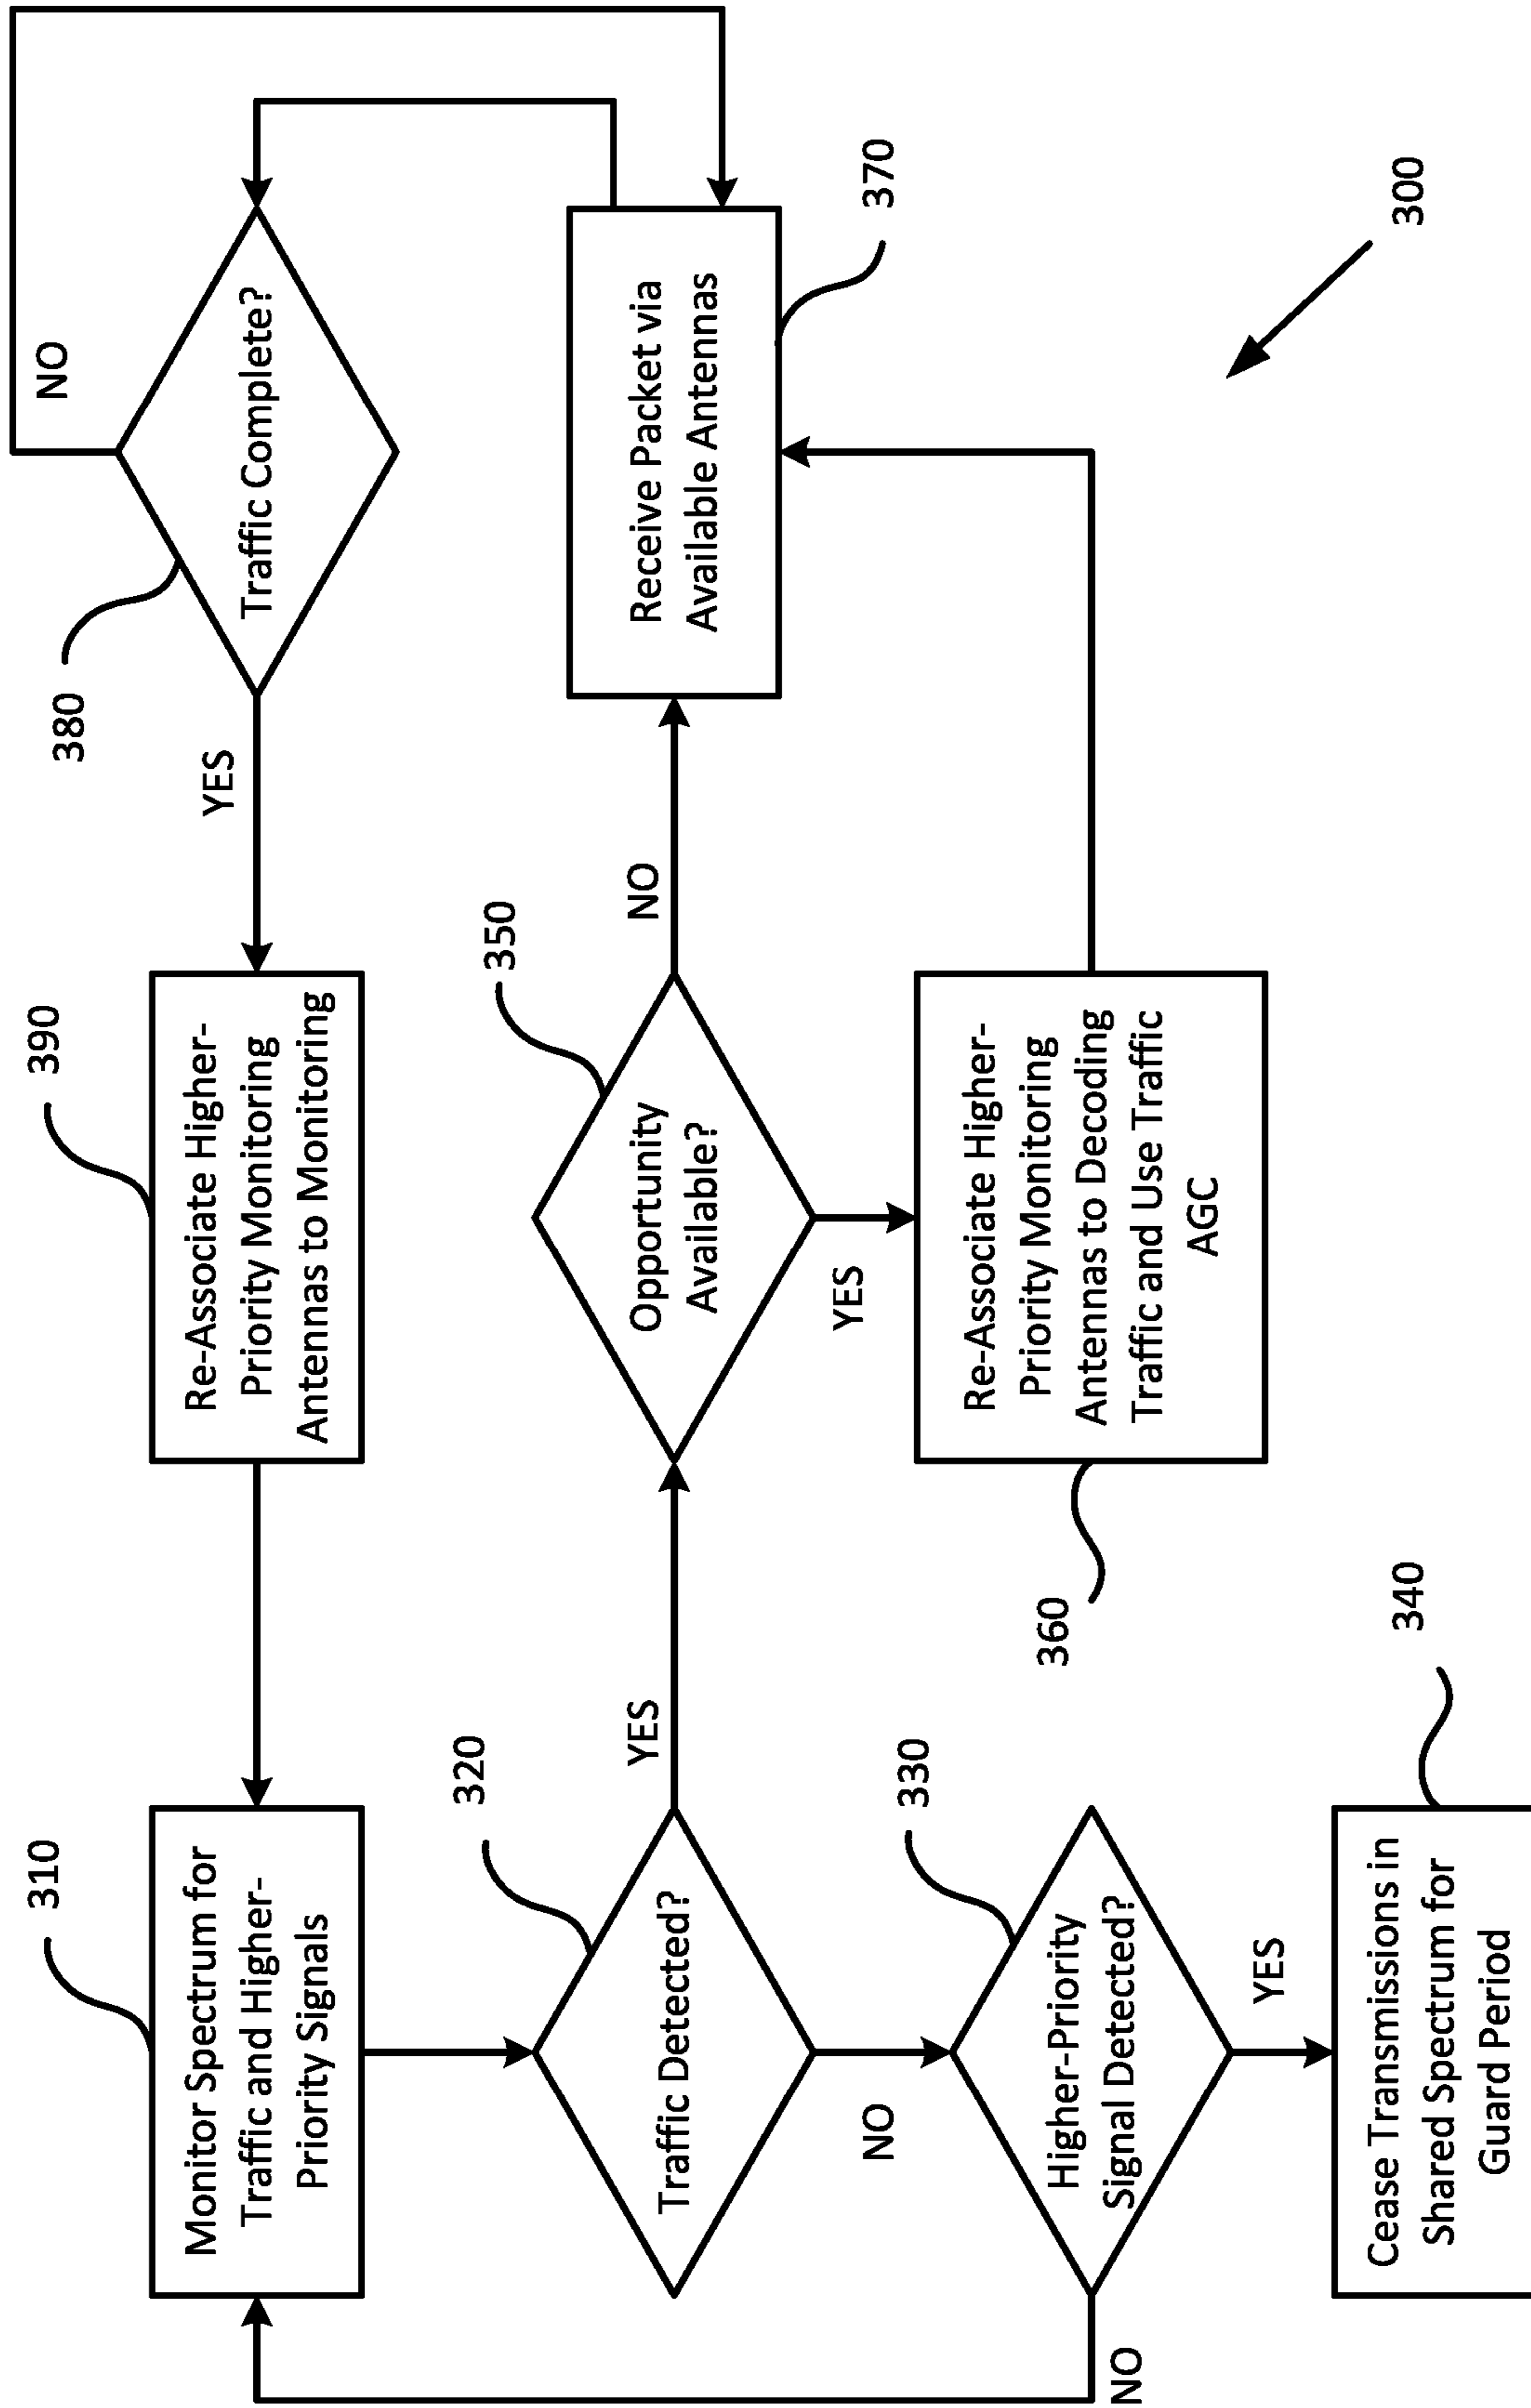 310
Monitor Spectrum for
Traffic and Higher-
Priority Signals
390
Re-Associate Higher-
Priority Monitoring
Antennas to Monitoring
380
Traffic Complete?
YES
NO
320
Traffic Detected?
YES
NO
350
Opportunity
Available?
NO
YES
Receive Packet via
Available Antennas
370
330
Higher-Priority
Signal Detected?
NO
YES
360
Re-Associate Higher-
Priority Monitoring
Antennas to Decoding
Traffic and Use Traffic
AGC
340
Cease Transmissions in
Shared Spectrum for
Guard Period
300